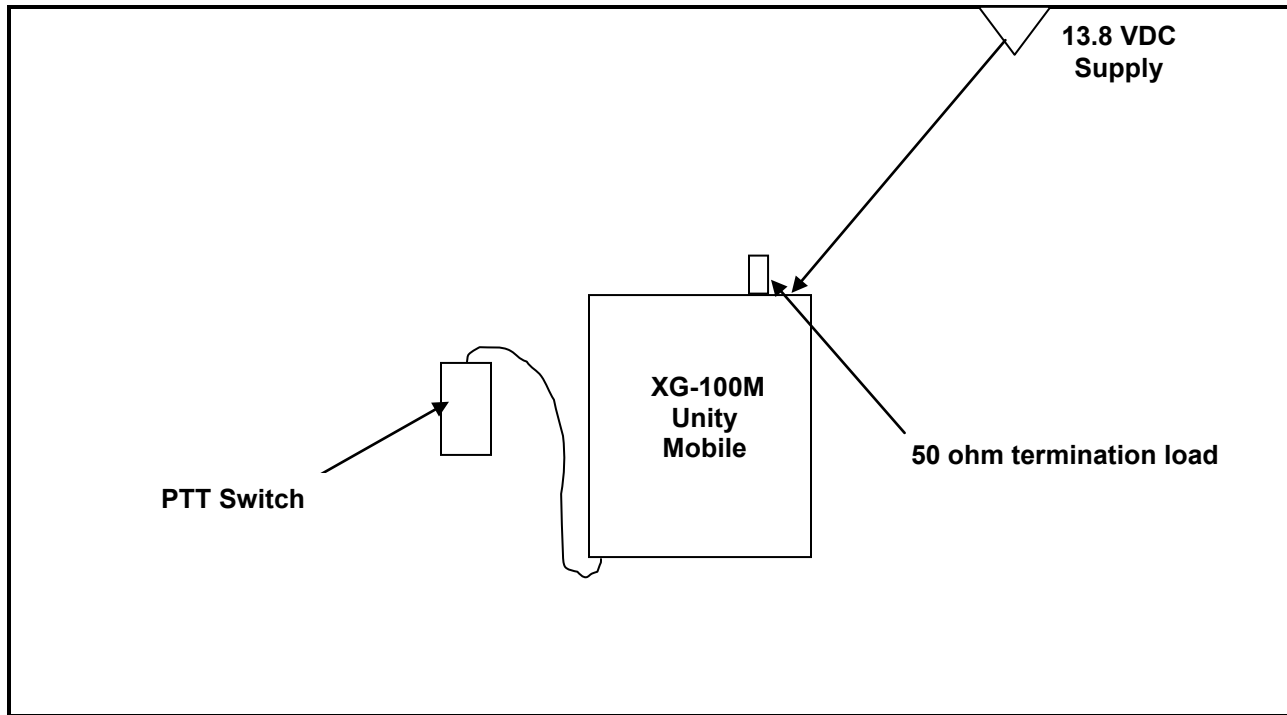 13.8 VDC
Supply
XG-100M
Unity
Mobile
50 ohm termination load
PTT Switch